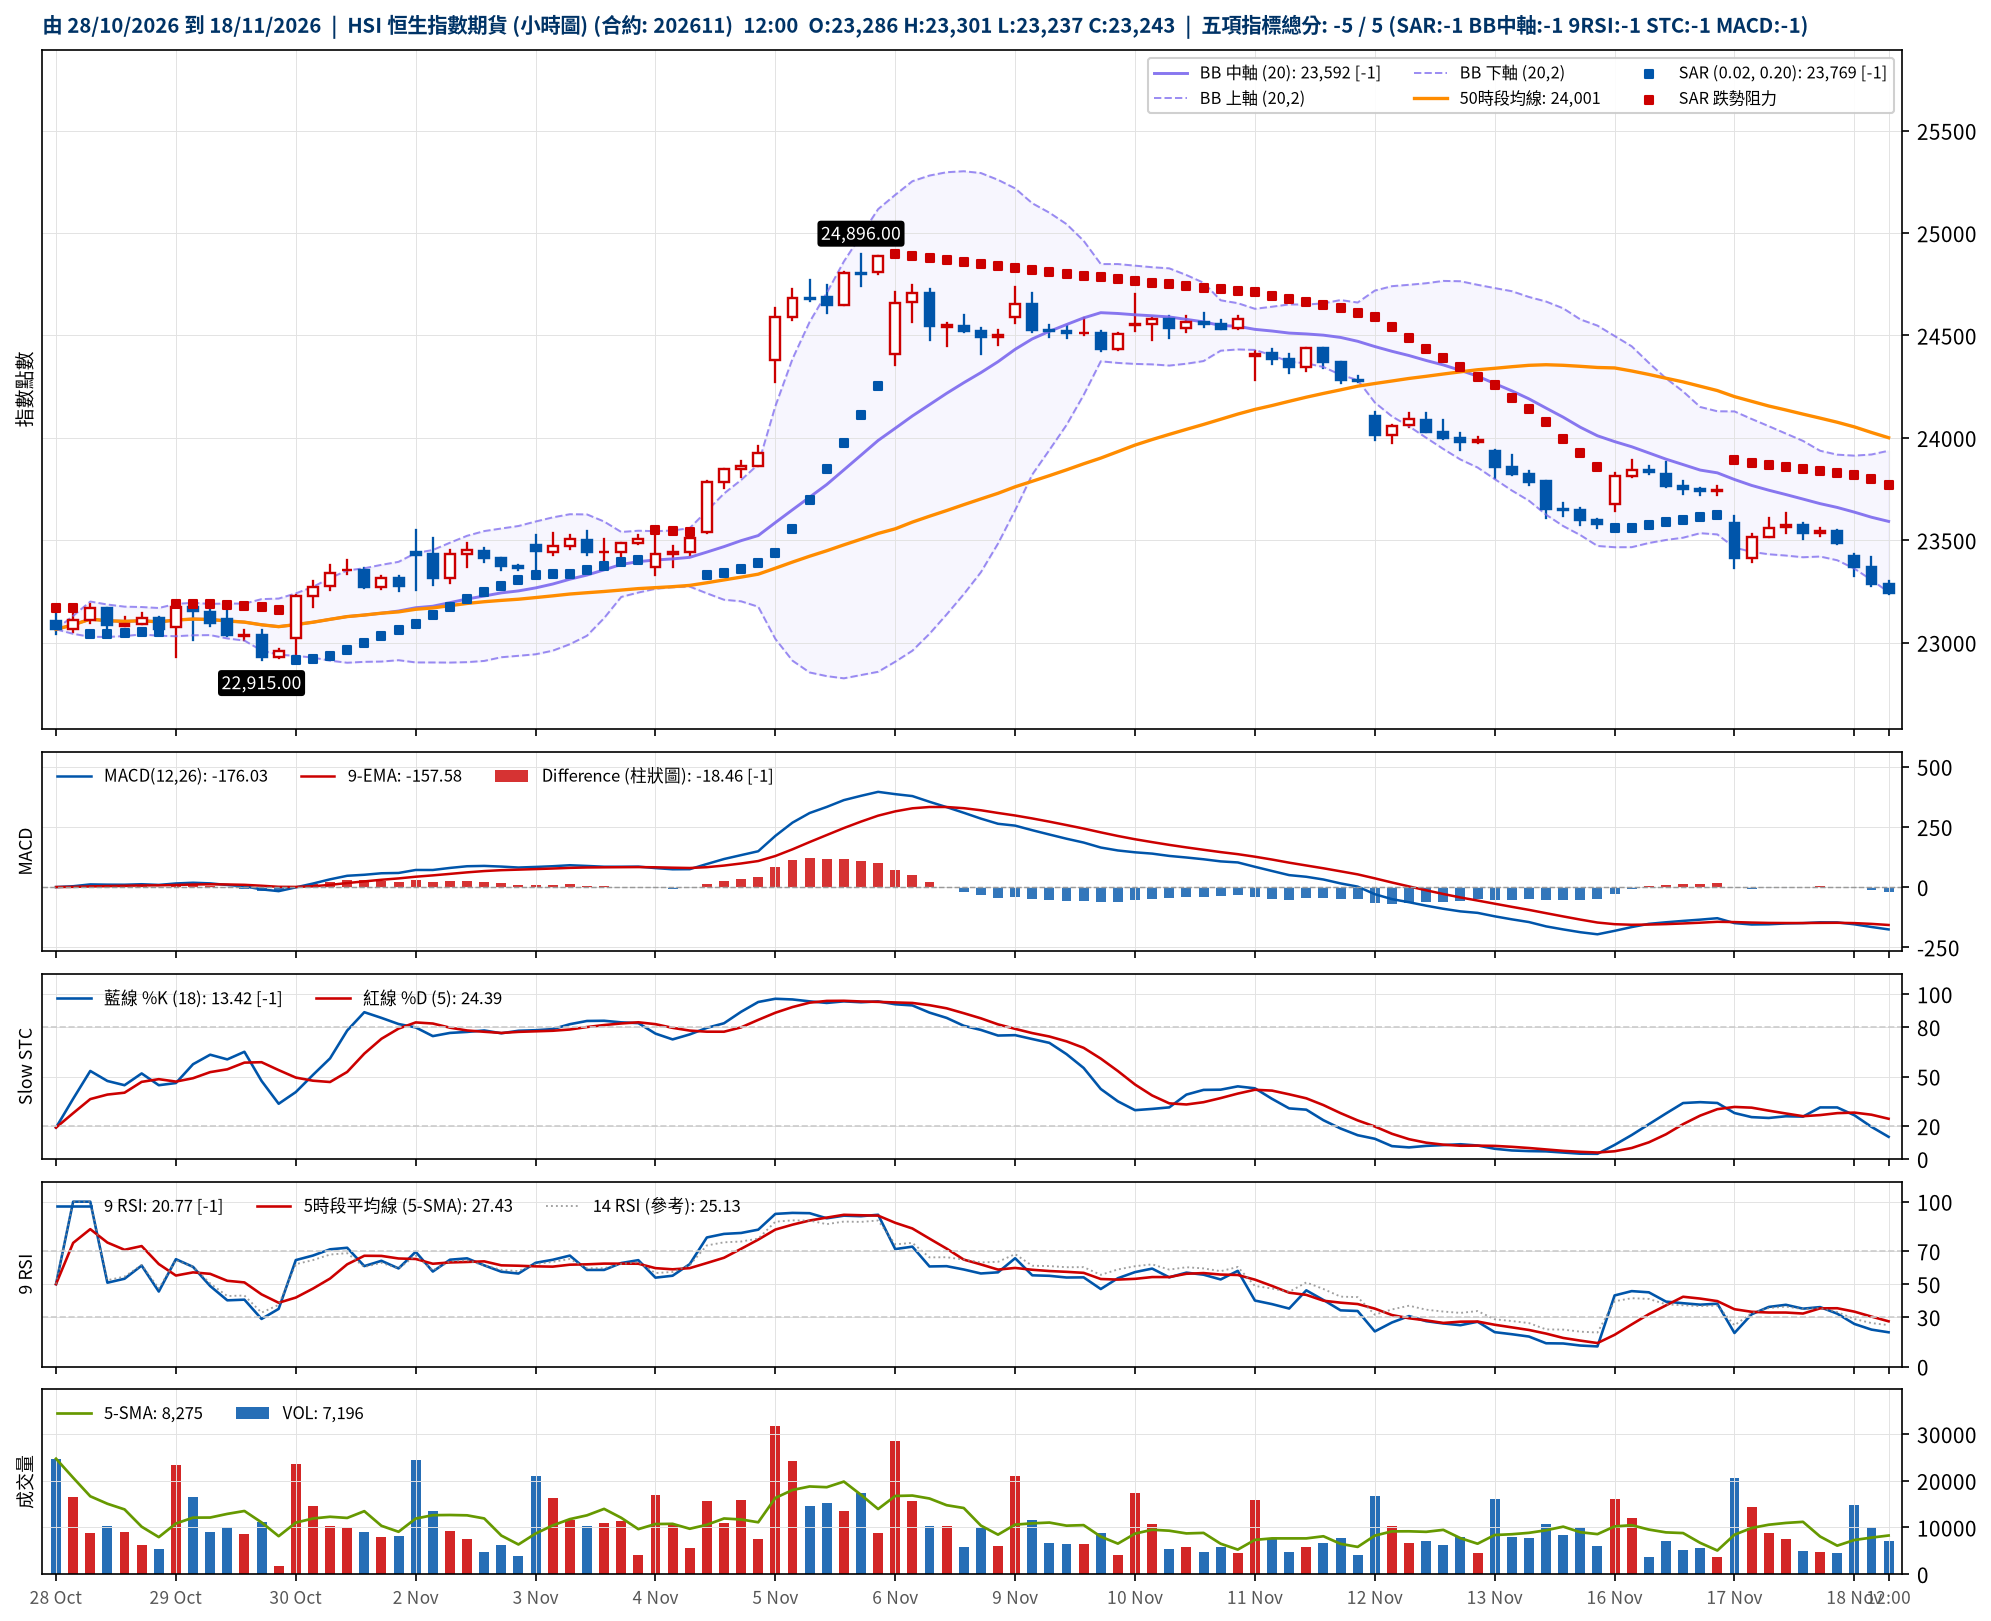 由 28/10/2026 到 18/11/2026 | HSI 恒生指數期貨 (小時圖) (合約: 202611) 12:00 O:23,286 H:23,301 L:23,237 C:23,243 | 五項指標總分: -5 / 5 (SAR:-1 BB中軸:-1 9RSI:-1 STC:-1 MACD:-1)
BB 中軸 (20): 23,592 [-1]
BB 下軸 (20,2)
SAR (0.02, 0.20): 23,769 [-1]
BB 上軸 (20,2)
50時段均線: 24,001
SAR 跌勢阻力
25500
25000
24500
24000
23500
23000
指數點數
24,896.00
22,915.00
MACD(12,26): -176.03
9-EMA: -157.58
Difference (柱狀圖): -18.46 [-1]
500
250
0
-250
MACD
藍線 %K (18): 13.42 [-1]
紅線 %D (5): 24.39
100
80
50
20
0
Slow STC
9 RSI: 20.77 [-1]
5時段平均線 (5-SMA): 27.43
14 RSI (參考): 25.13
100
70
50
30
0
9 RSI
5-SMA: 8,275
VOL: 7,196
30000
20000
10000
0
成交量
28 Oct
29 Oct
30 Oct
2 Nov
3 Nov
4 Nov
5 Nov
6 Nov
9 Nov
10 Nov
11 Nov
12 Nov
13 Nov
16 Nov
17 Nov
18 Nov
12:00